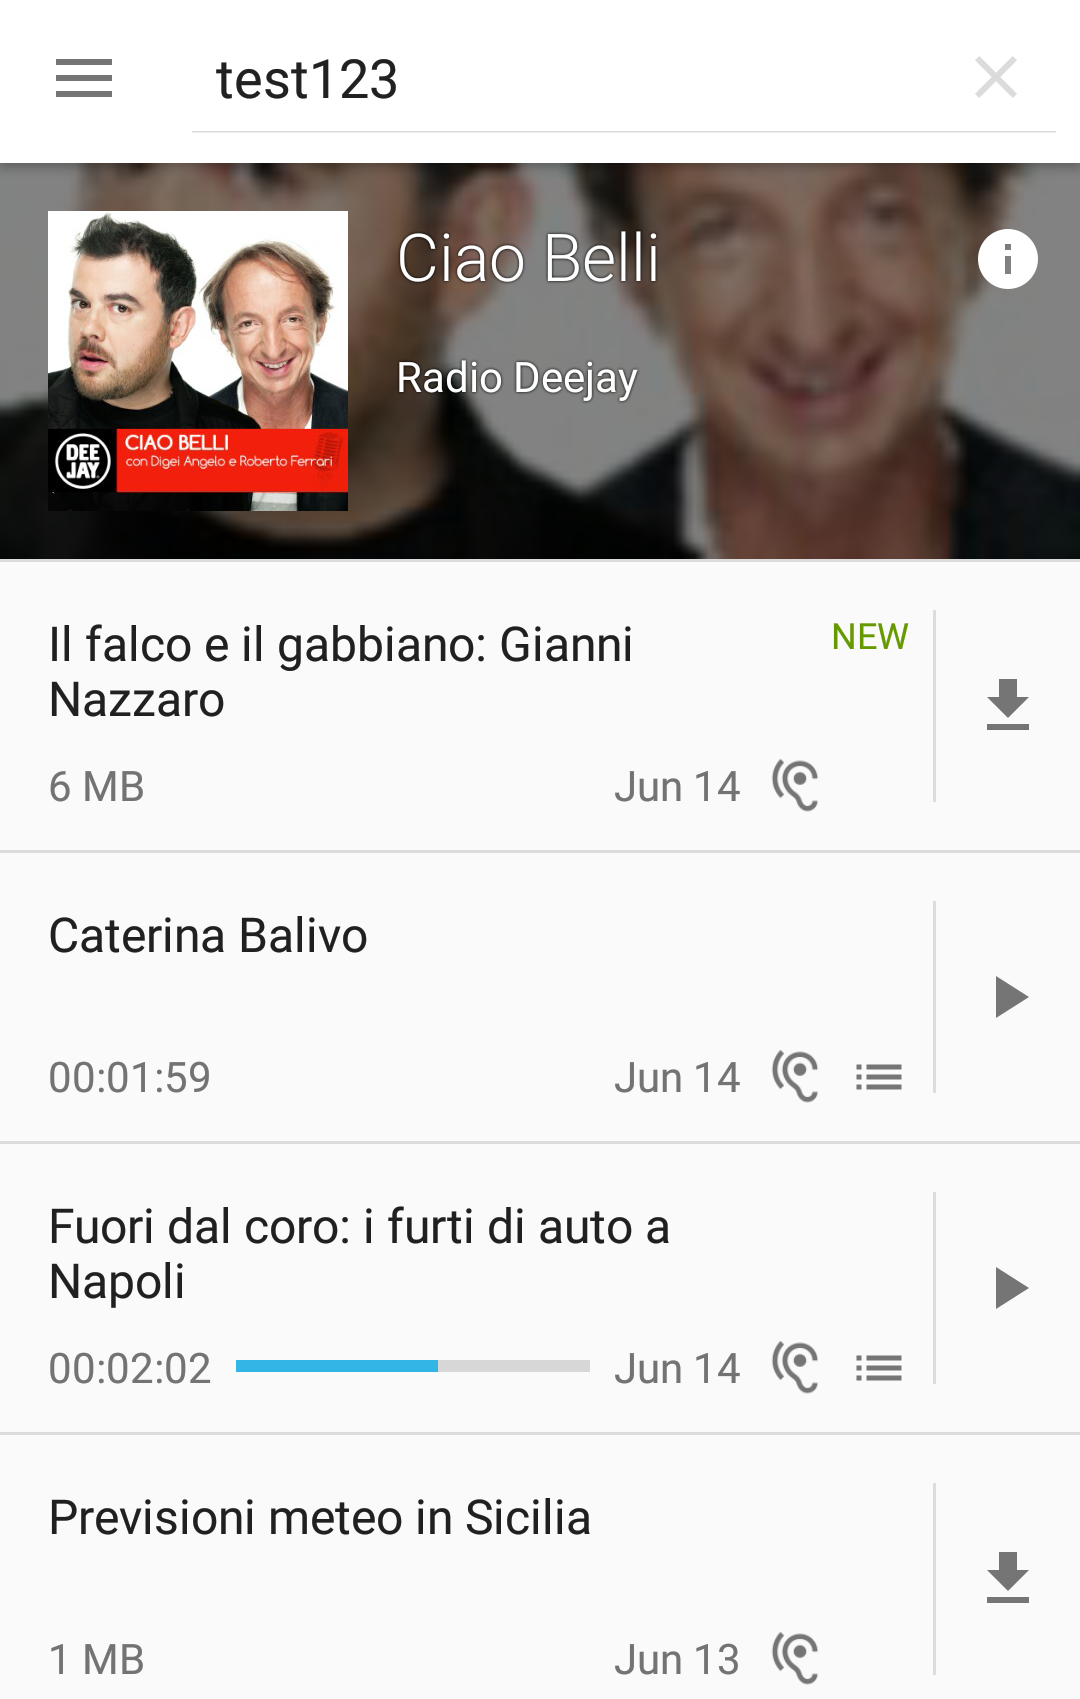 test123
Ciao Belli
Radio Deejay
DEE
JAY
CIAO BELLI
con Digei Angelo e Roberto Ferrari
Il falco e il gabbiano: Gianni
Nazzaro
NEW
6 MB
Jun 14
Caterina Balivo
00:01:59
Jun 14
Fuori dal coro: i furti di auto a
Napoli
00:02:02
Jun 14
Previsioni meteo in Sicilia
1 MB
Jun 13